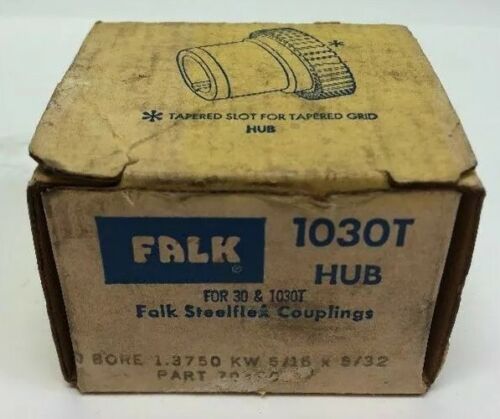 * TAPERED SLOT FOR TAPERED GRID
HUB
FALK
1030T
HUB
FOR 30 & 1030T
Falk Steelflex Couplings
BORE 1.3750 KW 5/16 x 5/32
PART